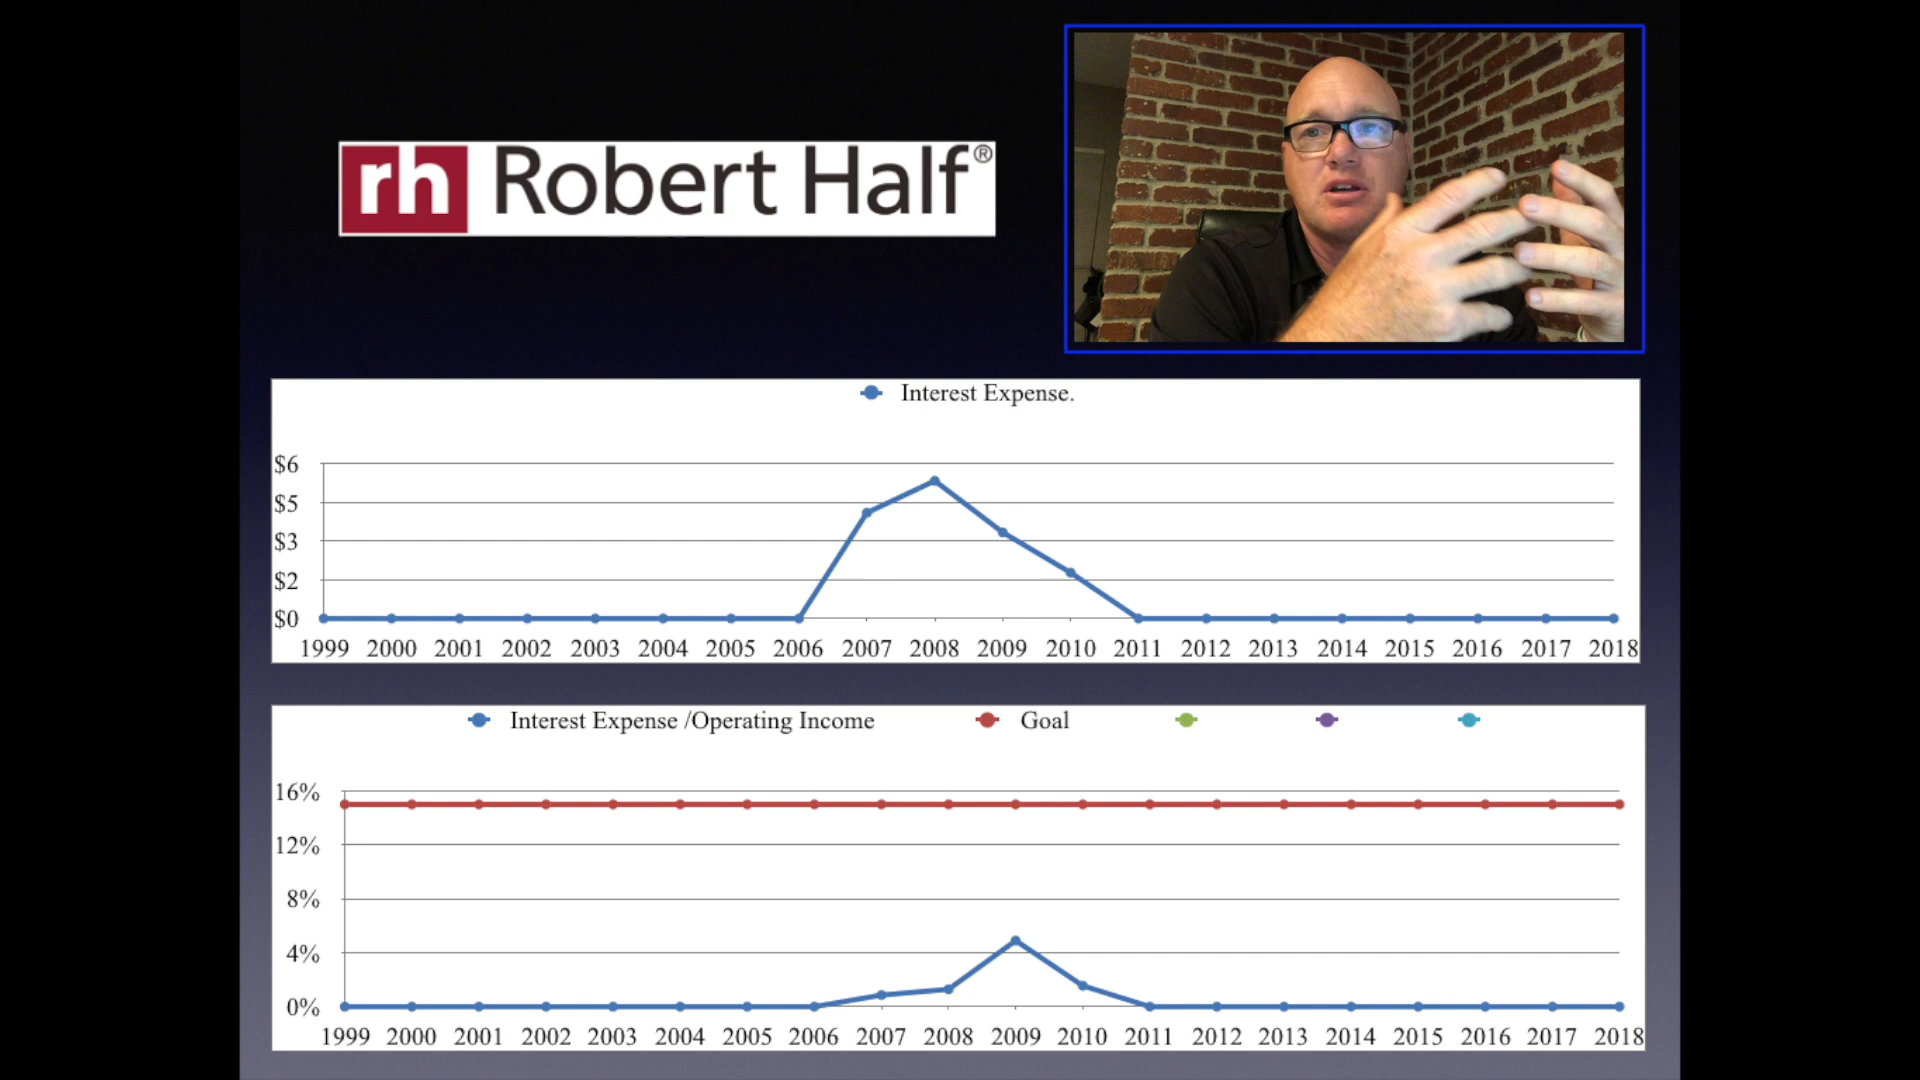 rh Robert Half®
Interest Expense.
$6
$5
$3
$2
$0
1999 2000 2001 2002 2003 2004 2005 2006 2007 2008 2009 2010 2011 2012 2013 2014 2015 2016 2017 2018
Interest Expense /Operating Income Goal
16%
12%
8%
4%
0%
1999 2000 2001 2002 2003 2004 2005 2006 2007 2008 2009 2010 2011 2012 2013 2014 2015 2016 2017 2018